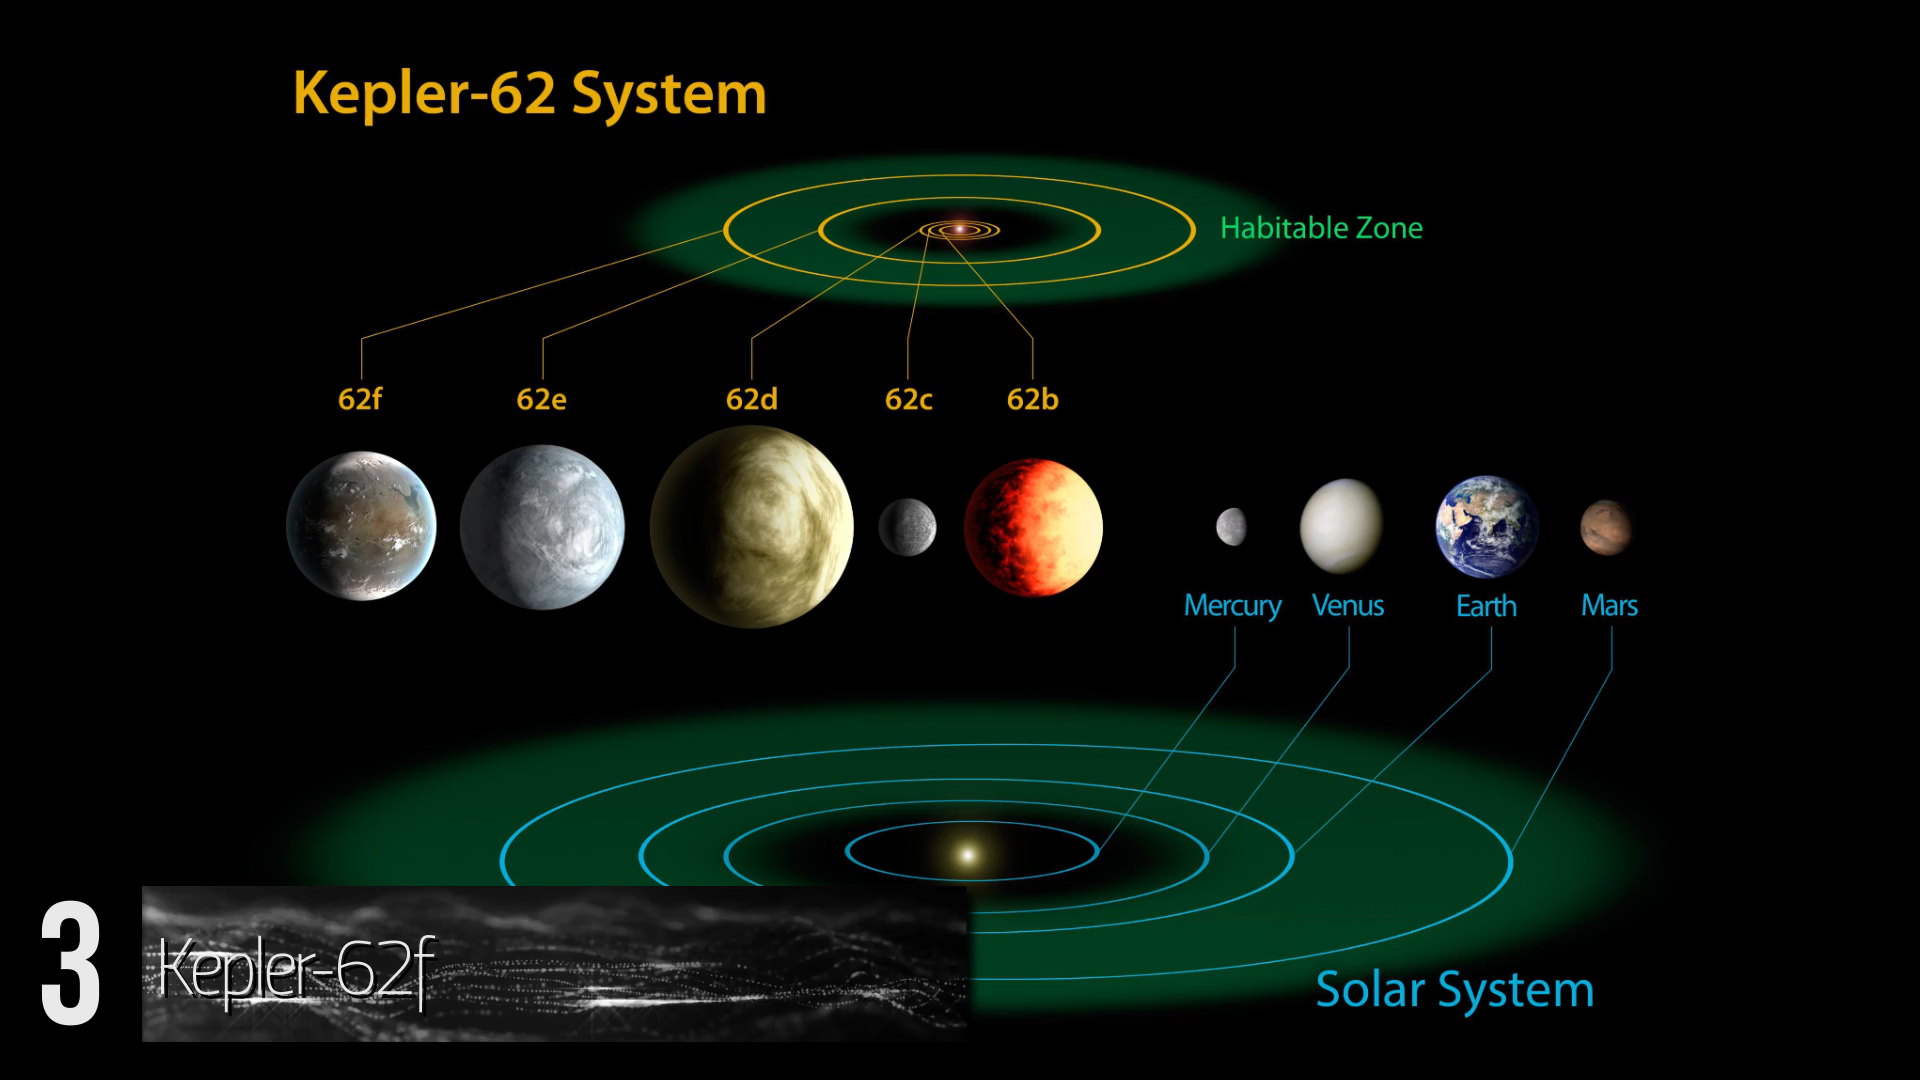 Kepler-62 System
Habitable Zone
62f
62e
62d
62c
62b
Mercury
Venus
Earth
Mars
3
Kepler-62f
Solar System